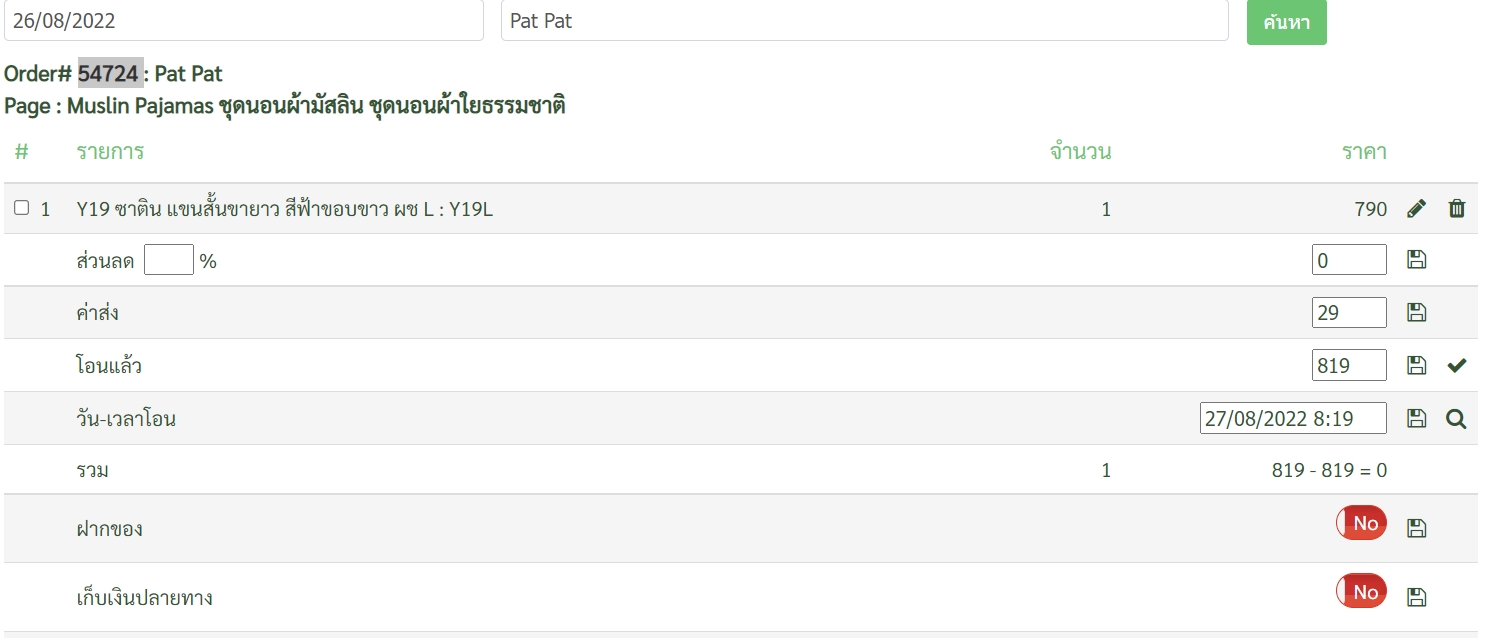 26/08/2022 Pat Pat ค้นหา
Order# 54724 : Pat Pat
Page : Muslin Pajamas ชุดนอนผ้ามัสลิน ชุดนอนผ้าใยธรรมชาติ
# รายการ จำนวน ราคา
1 Y19 ซาติน แขนสั้นขายาว สีฟ้าขอบขาว ผช L : Y19L 1 790
ส่วนลด % 0
ค่าส่ง 29
โอนแล้ว 819
วัน-เวลาโอน 27/08/2022 8:19
รวม 1 819 - 819 = 0
ฝากของ No
เก็บเงินปลายทาง No